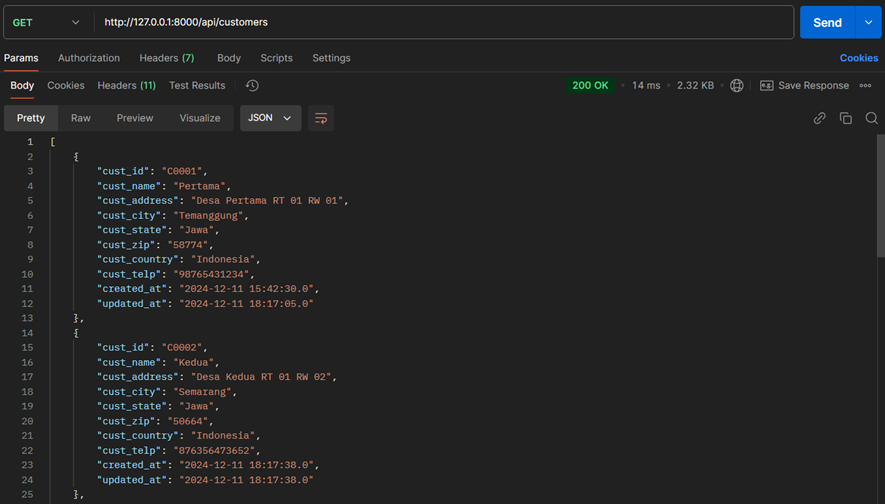 GET http://127.0.0.1:8000/api/customers Send
Params Authorization Headers (7) Body Scripts Settings Cookies
Body Cookies Headers (11) Test Results 200 OK 14 ms 2.32 KB e.g. Save Response
Pretty Raw Preview Visualize JSON
1 [
2 {
3 "cust_id": "C0001",
4 "cust_name": "Pertama",
5 "cust_address": "Desa Pertama RT 01 RW 01",
6 "cust_city": "Temanggung",
7 "cust_state": "Jawa",
8 "cust_zip": "58774",
9 "cust_country": "Indonesia",
10 "cust_telp": "98765431234",
11 "created_at": "2024-12-11 15:42:30.0",
12 "updated_at": "2024-12-11 18:17:05.0"
13 },
14 {
15 "cust_id": "C0002",
16 "cust_name": "Kedua",
17 "cust_address": "Desa Kedua RT 01 RW 02",
18 "cust_city": "Semarang",
19 "cust_state": "Jawa",
20 "cust_zip": "50664",
21 "cust_country": "Indonesia",
22 "cust_telp": "876356473652",
23 "created_at": "2024-12-11 18:17:38.0",
24 "updated_at": "2024-12-11 18:17:38.0"
25 },